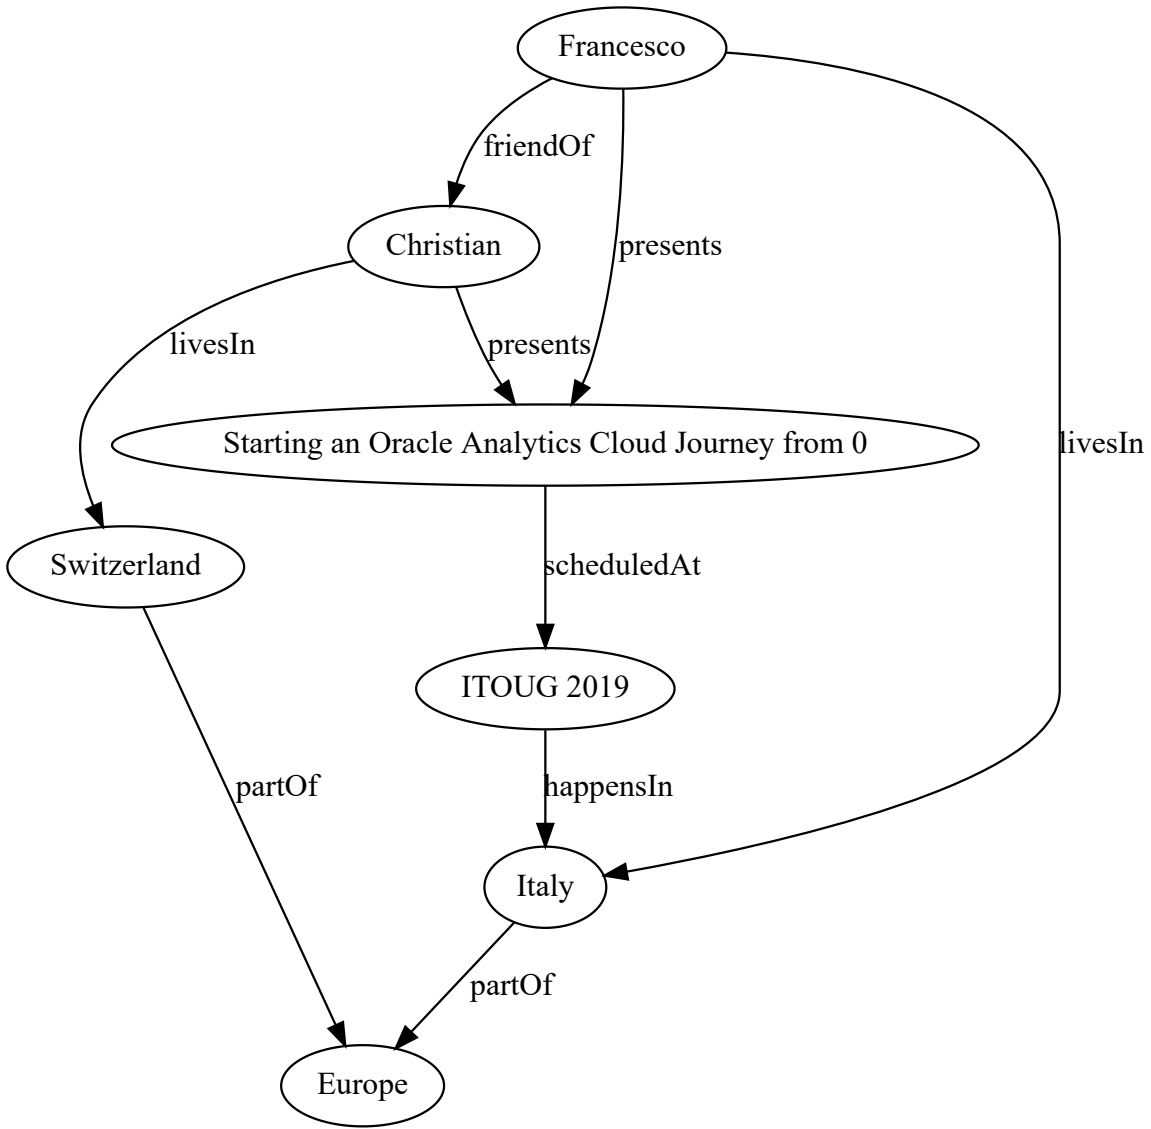 Francesco
friendOf
Christian
presents
livesIn
presents
Starting an Oracle Analytics Cloud Journey from 0
livesIn
Switzerland
scheduledAt
ITOUG 2019
partOf
happensIn
Italy
partOf
Europe